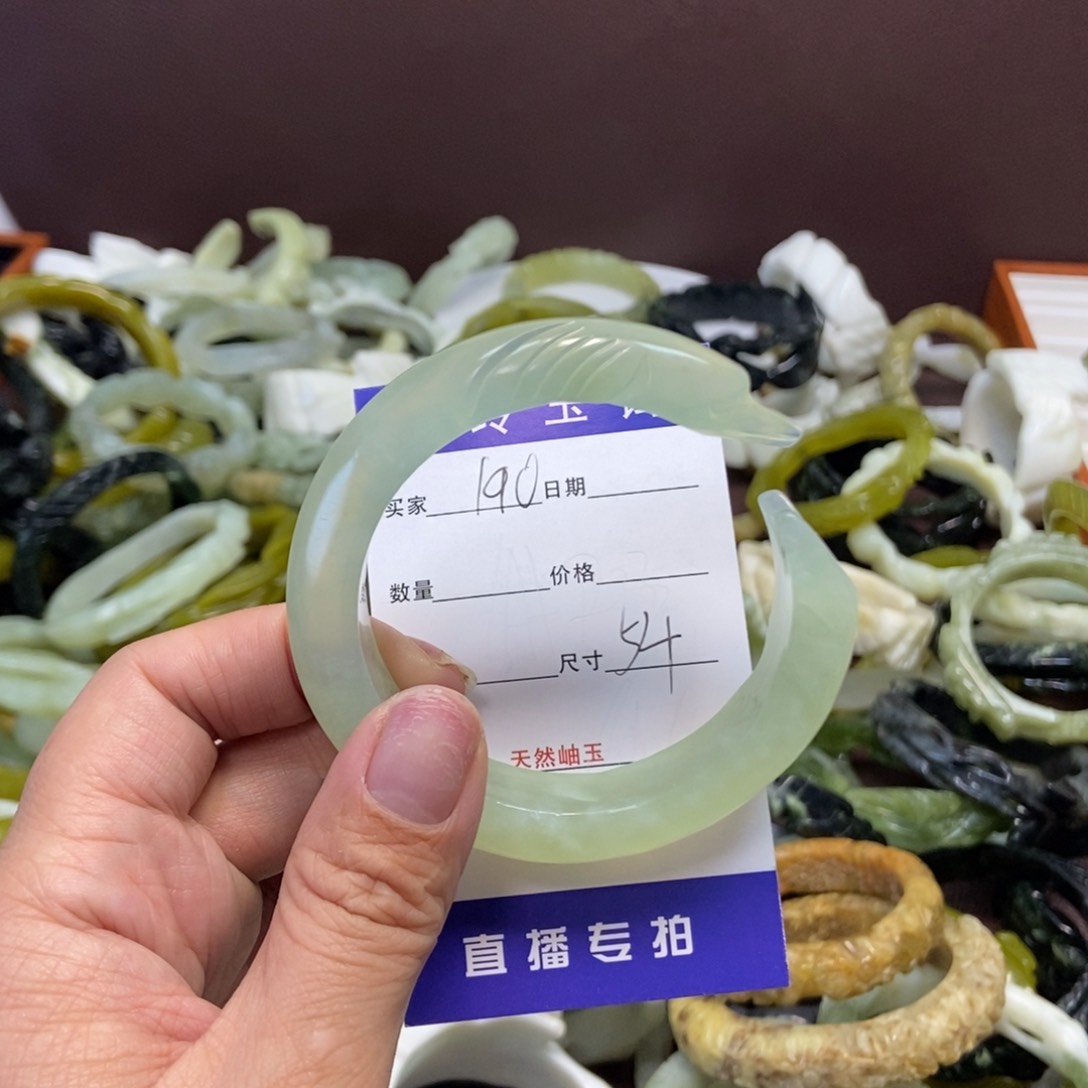 玉
买家 190 日期
数量 价格
尺寸 54
天然岫玉
直播专拍